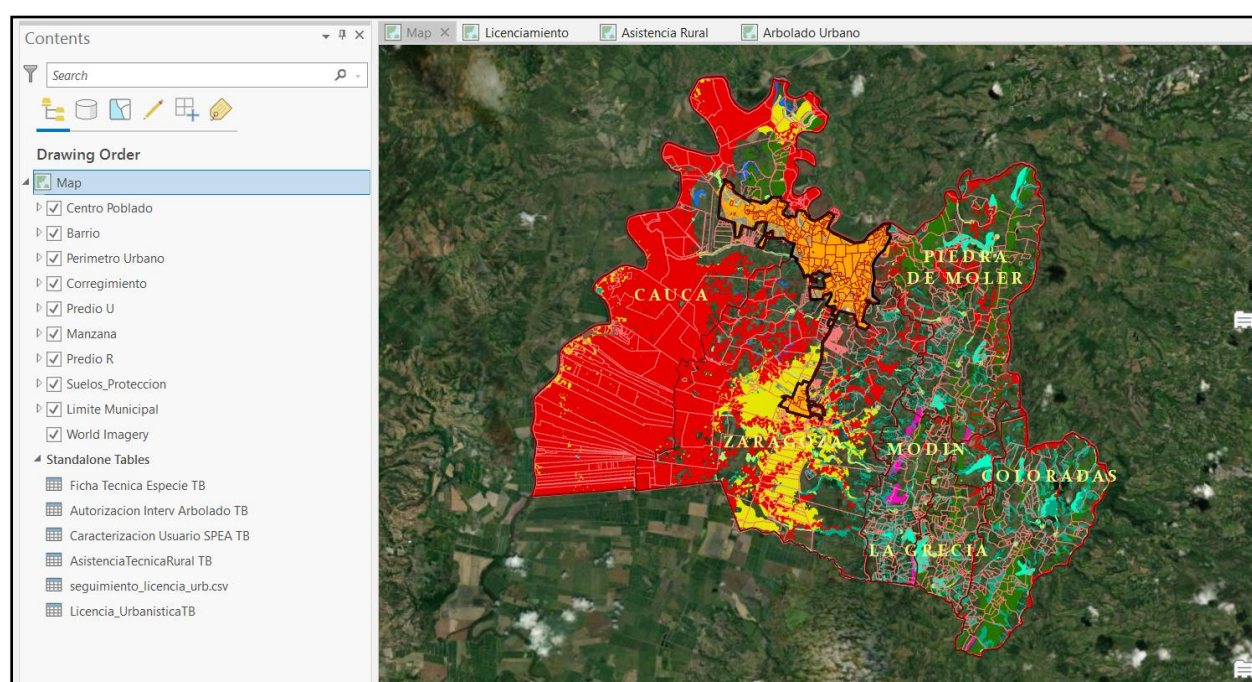 Contents
Map
Licenciamiento
Asistencia Rural
Arbolado Urbano
Search
Drawing Order
Map
Centro Poblado
Barrio
Perimetro Urbano
Corregimiento
Predio U
Manzana
Predio R
Suelos_Proteccion
Limite Municipal
World Imagery
Standalone Tables
Ficha Tecnica Especie TB
Autorizacion Interv Arbolado TB
Caracterizacion Usuario SPEA TB
AsistenciaTecnicaRural TB
seguimiento_licencia_urb.csv
Licencia_UrbanisticaTB
PIEDRA
DE MOLER
CAUCA
ZARAGOZA
MODIN
COLORADAS
LA GRECIA